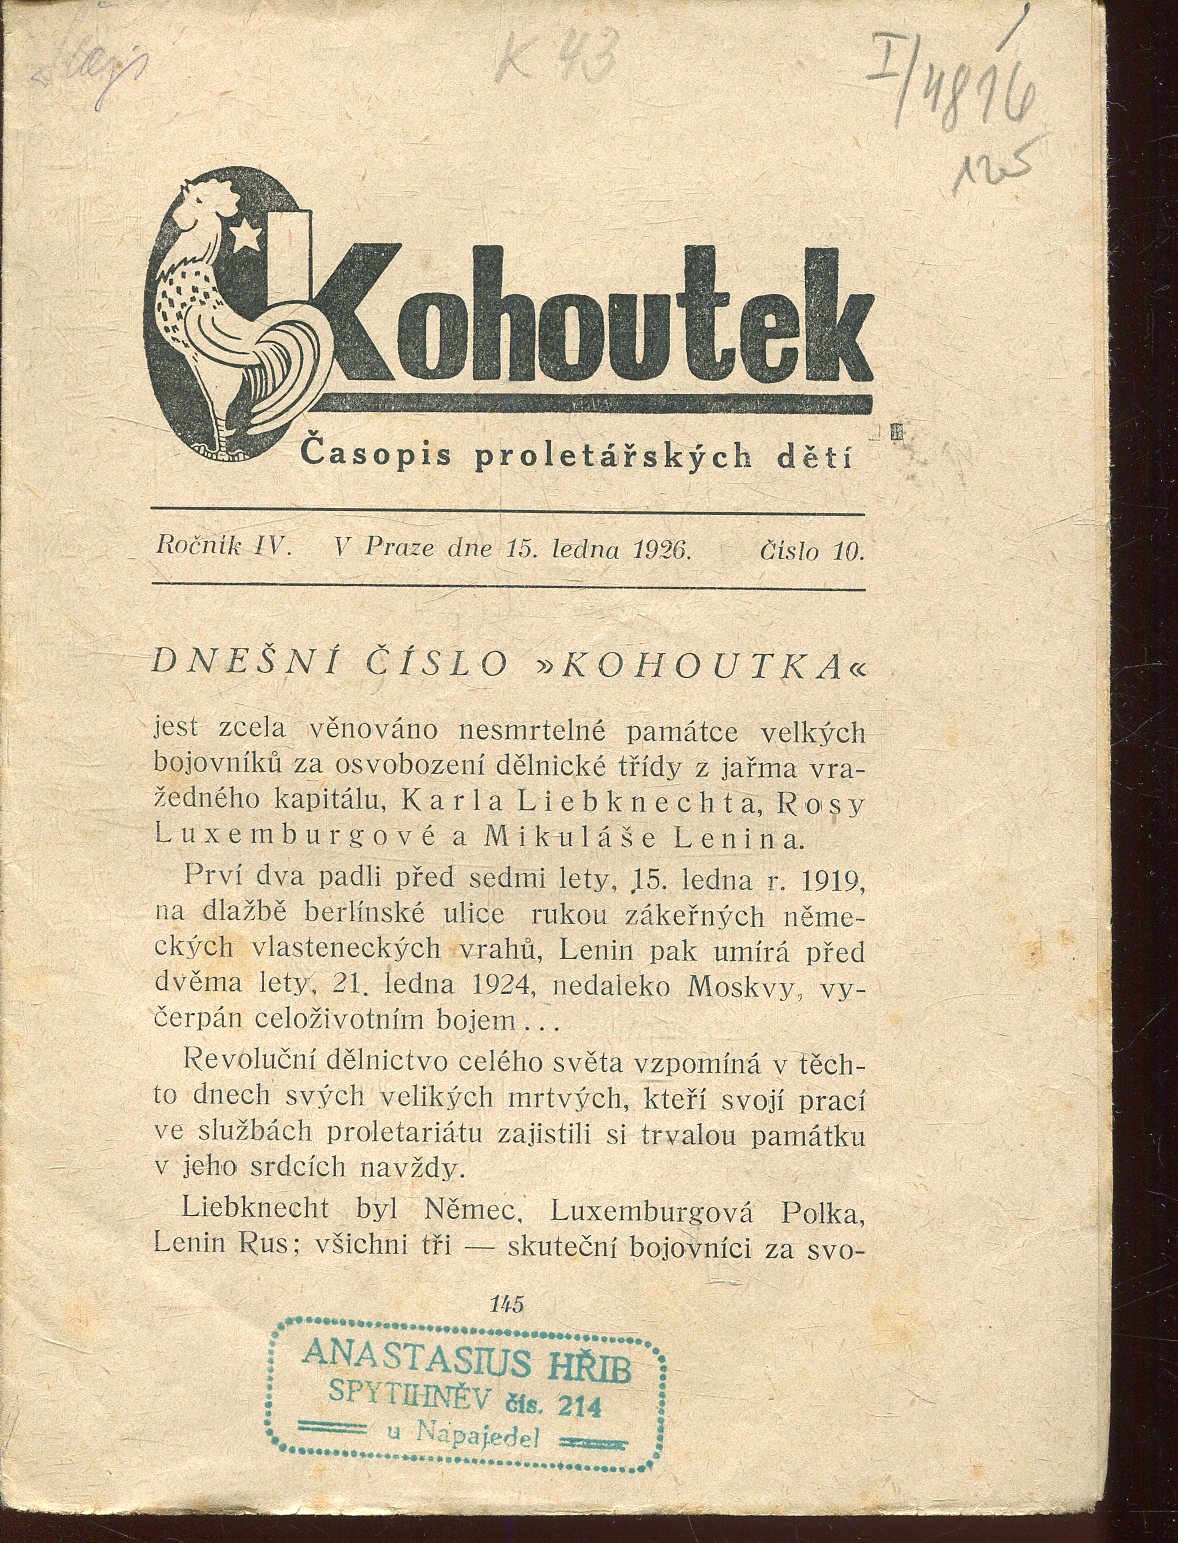 K 43
I/4816
125
Kohoutek
Časopis proletářských dětí
Ročník IV. V Praze dne 15. ledna 1926. Číslo 10.
DNEŠNÍ ČÍSLO »KOHOUTKA«
jest zcela věnováno nesmrtelné památce velkých
bojovníků za osvobození dělnické třídy z jařma vra-
žedného kapitálu, Karla Liebknechta, Rosy
Luxemburgové a Mikuláše Lenina.
První dva padli před sedmi lety, 15. ledna r. 1919,
na dlažbě berlínské ulice rukou zákeřných něme-
ckých vlasteneckých vrahů, Lenin pak umírá před
dvěma lety, 21. ledna 1924, nedaleko Moskvy, vy-
čerpán celoživotním bojem...
Revoluční dělnictvo celého světa vzpomíná v těch-
to dnech svých velikých mrtvých, kteří svojí prací
ve službách proletariátu zajistili si trvalou památku
v jeho srdcích navždy.
Liebknecht byl Němec, Luxemburgová Polka,
Lenin Rus; všichni tři — skuteční bojovníci za svo-
145
ANASTASIUS HŘIB
SPYTIHNĚV čís. 214
u Napajedel